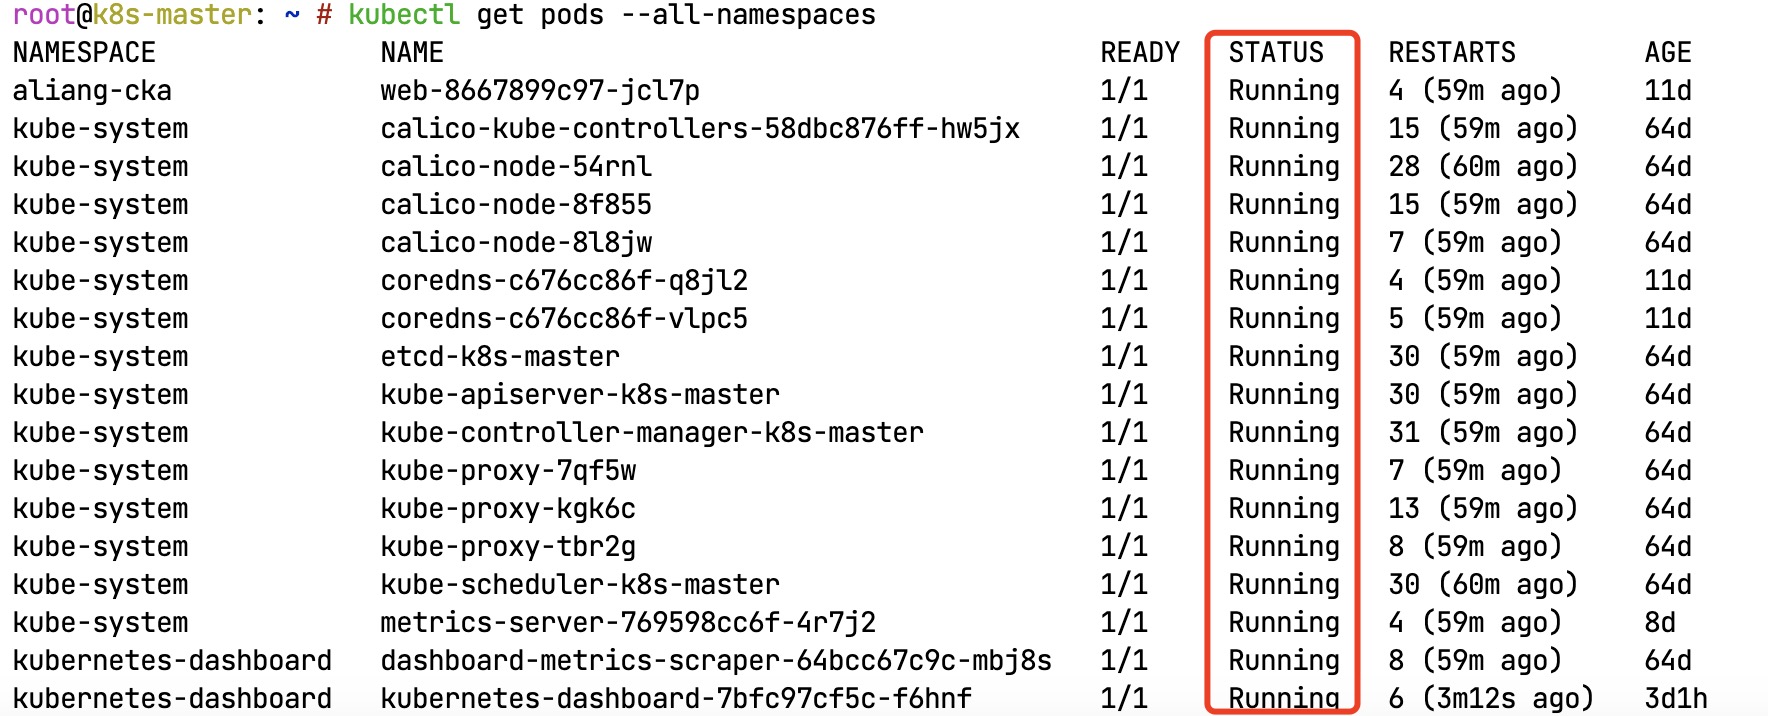 root@k8s-master: ~ # kubectl get pods --all-namespaces
NAMESPACE NAME READY STATUS RESTARTS AGE
aliang-cka web-8667899c97-jcl7p 1/1 Running 4 (59m ago) 11d
kube-system calico-kube-controllers-58dbc876ff-hw5jx 1/1 Running 15 (59m ago) 64d
kube-system calico-node-54rnl 1/1 Running 28 (60m ago) 64d
kube-system calico-node-8f855 1/1 Running 15 (59m ago) 64d
kube-system calico-node-8l8jw 1/1 Running 7 (59m ago) 64d
kube-system coredns-c676cc86f-q8jl2 1/1 Running 4 (59m ago) 11d
kube-system coredns-c676cc86f-vlpc5 1/1 Running 5 (59m ago) 11d
kube-system etcd-k8s-master 1/1 Running 30 (59m ago) 64d
kube-system kube-apiserver-k8s-master 1/1 Running 30 (59m ago) 64d
kube-system kube-controller-manager-k8s-master 1/1 Running 31 (59m ago) 64d
kube-system kube-proxy-7qf5w 1/1 Running 7 (59m ago) 64d
kube-system kube-proxy-kgk6c 1/1 Running 13 (59m ago) 64d
kube-system kube-proxy-tbr2g 1/1 Running 8 (59m ago) 64d
kube-system kube-scheduler-k8s-master 1/1 Running 30 (60m ago) 64d
kube-system metrics-server-769598cc6f-4r7j2 1/1 Running 4 (59m ago) 8d
kubernetes-dashboard dashboard-metrics-scraper-64bcc67c9c-mbj8s 1/1 Running 8 (59m ago) 64d
kubernetes-dashboard kubernetes-dashboard-7bfc97cf5c-f6hnf 1/1 Running 6 (3m12s ago) 3d1h